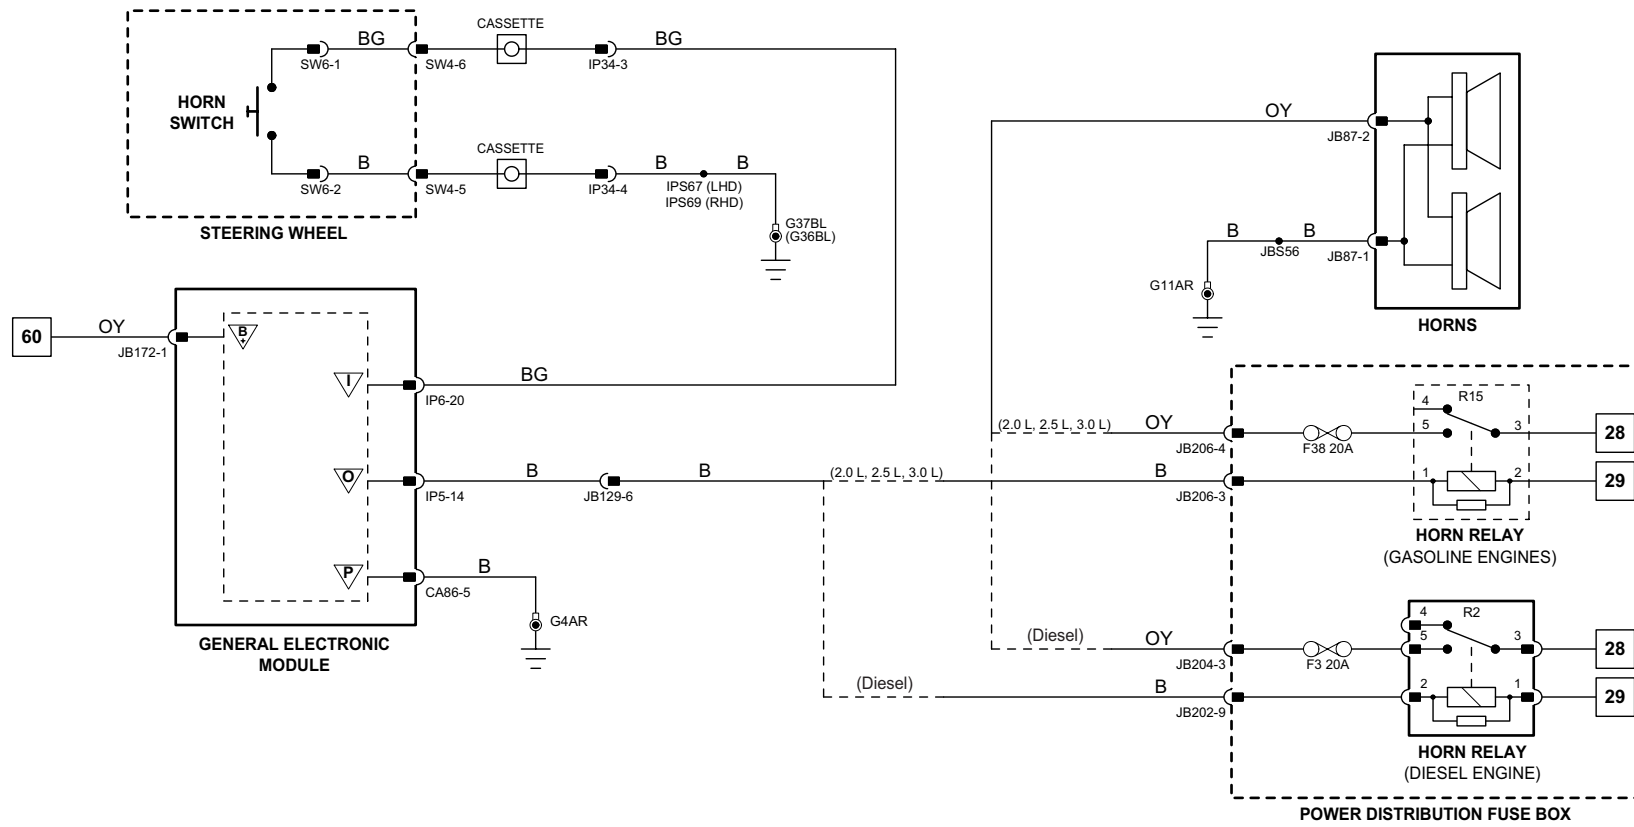 CASSETTE
BG
BG
SW6-1
SW4-6
IP34-3
HORN
SWITCH
CASSETTE
B
B
B
SW6-2
SW4-5
IP34-4
IPS67 (LHD)
IPS69 (RHD)
STEERING WHEEL
G37BL
(G36BL)
OY
JB87-2
B
B
JBS56
JB87-1
G11AR
HORNS
60
OY
JB172-1
B
+
I
BG
IP6-20
O
B
B
IP5-14
JB129-6
(2.0 L, 2.5 L, 3.0 L)
P
B
CA86-5
G4AR
GENERAL ELECTRONIC
MODULE
(2.0 L, 2.5 L, 3.0 L)
OY
JB206-4
F38 20A
4
R15
5
3
28
B
JB206-3
1
2
29
HORN RELAY
(GASOLINE ENGINES)
(Diesel)
OY
JB204-3
F3 20A
4
R2
5
3
28
(Diesel)
B
JB202-9
2
1
29
HORN RELAY
(DIESEL ENGINE)
POWER DISTRIBUTION FUSE BOX